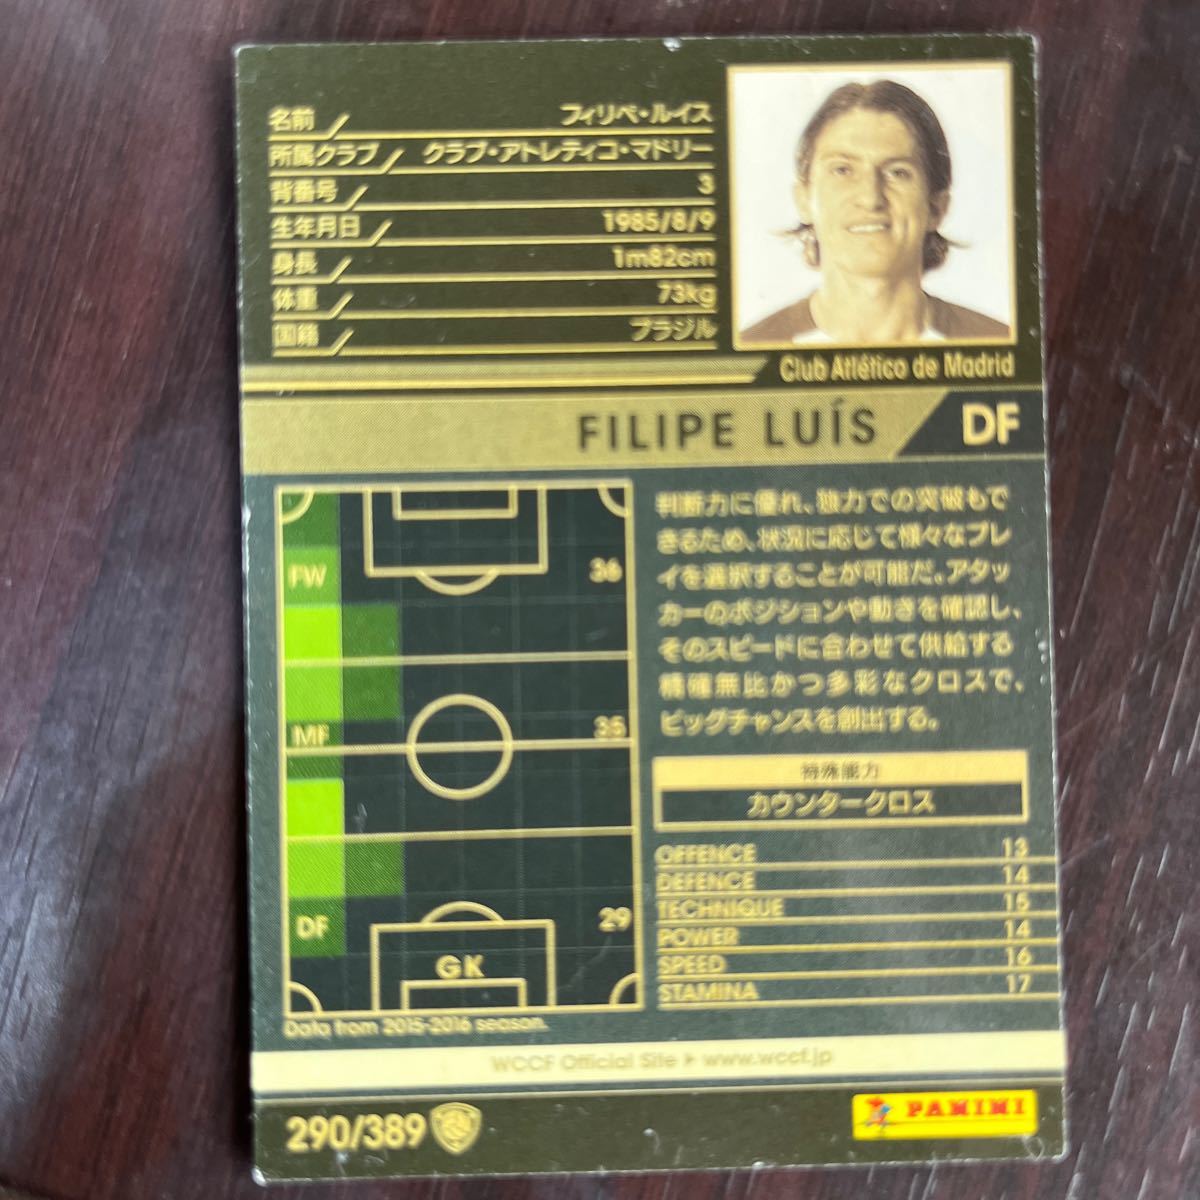 名前 フィリペ・ルイス
所属クラブ クラブ・アトレティコ・マドリー
背番号 3
生年月日 1985/8/9
身長 1m82cm
体重 73kg
国籍 ブラジル
Club Atlético de Madrid
FILIPE LUÍS DF
FW 36
MF 35
DF 29
GK
Data from 2015-2016 season.
判断力に優れ、独力での突破もで
きるため、状況に応じて様々なプレ
イを選択することが可能だ。アタッ
カーのポジションや動きを確認し、
そのスピードに合わせて供給する
精確無比かつ多彩なクロスで、
ビッグチャンスを創出する。
特殊能力
カウンタークロス
OFFENCE 13
DEFENCE 14
TECHNIQUE 15
POWER 14
SPEED 16
STAMINA 17
WCCF Official Site ▶ www.wccf.jp
290/389
PANINI